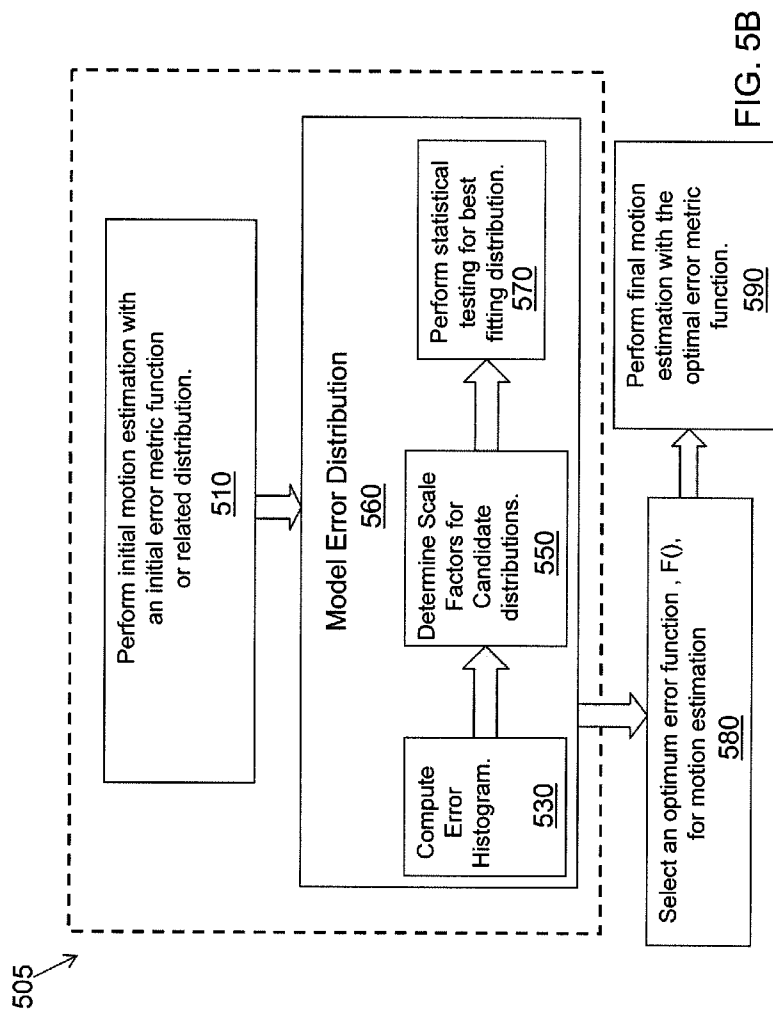 505
Perform initial motion estimation with
an initial error metric function
or related distribution.
510
Model Error Distribution
560
Compute
Error
Histogram.
530
Determine Scale
Factors for
Candidate
distributions.
550
Perform statistical
testing for best
fitting distribution.
570
Select an optimum error function , F(),
for motion estimation
580
Perform final motion
estimation with the
optimal error metric
function.
590
FIG. 5B